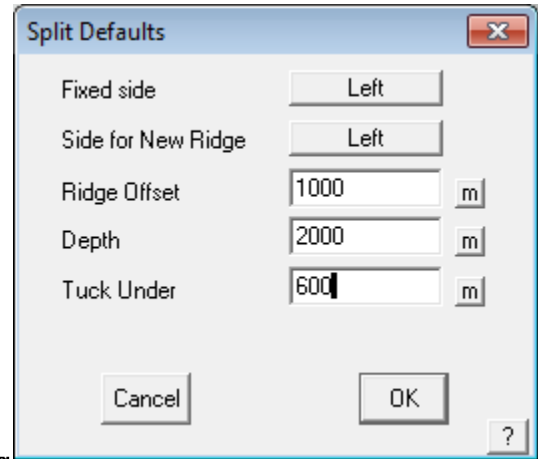 Split Defaults
Fixed side Left
Side for New Ridge Left
Ridge Offset 1000 m
Depth 2000 m
Tuck Under 600 m
Cancel OK
?